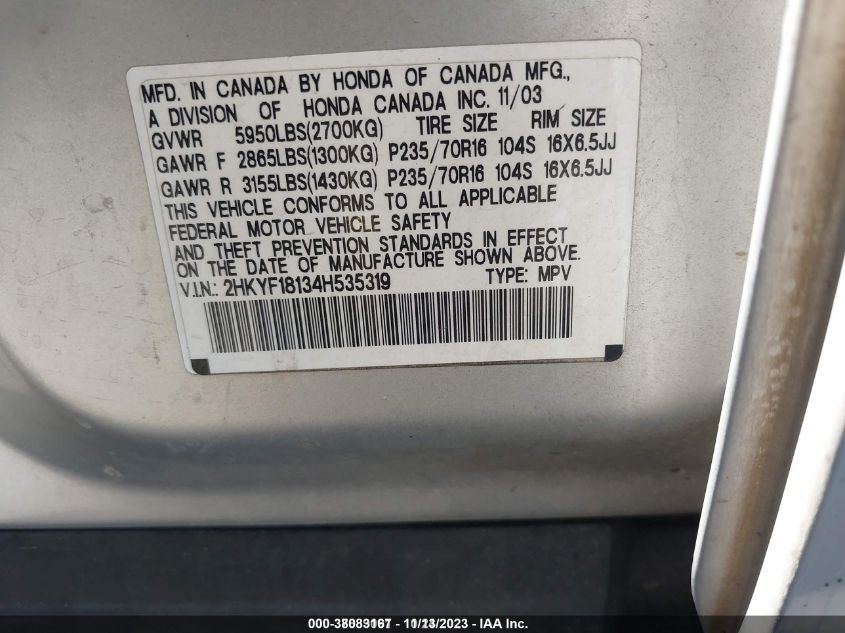 MFD. IN CANADA BY HONDA OF CANADA MFG.,
A DIVISION OF HONDA CANADA INC. 11/03
GVWR 5950LBS(2700KG) TIRE SIZE RIM SIZE
GAWR F 2865LBS(1300KG) P235/70R16 104S 16X6.5JJ
GAWR R 3155LBS(1430KG) P235/70R16 104S 16X6.5JJ
THIS VEHICLE CONFORMS TO ALL APPLICABLE
FEDERAL MOTOR VEHICLE SAFETY
AND THEFT PREVENTION STANDARDS IN EFFECT
ON THE DATE OF MANUFACTURE SHOWN ABOVE.
V.I.N.: 2HKYF18134H535319 TYPE: MPV
- IAA Inc.